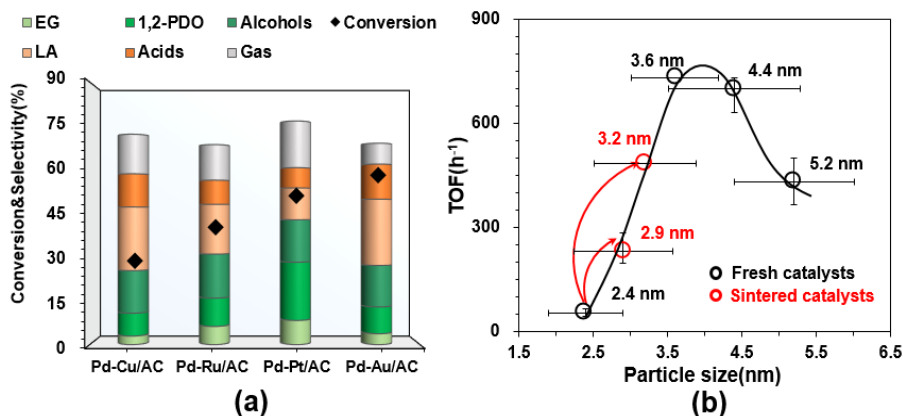 EG 1,2-PDO Alcohols Conversion
LA Acids Gas
Conversion&Selectivity(%)
90
75
60
45
30
15
0
Pd-Cu/AC Pd-Ru/AC Pd-Pt/AC Pd-Au/AC
(a)
TOF(h-1)
900
600
300
0
3.6 nm
4.4 nm
3.2 nm
5.2 nm
2.9 nm
2.4 nm
Fresh catalysts
Sintered catalysts
1.5 2.5 3.5 4.5 5.5 6.5
Particle size(nm)
(b)